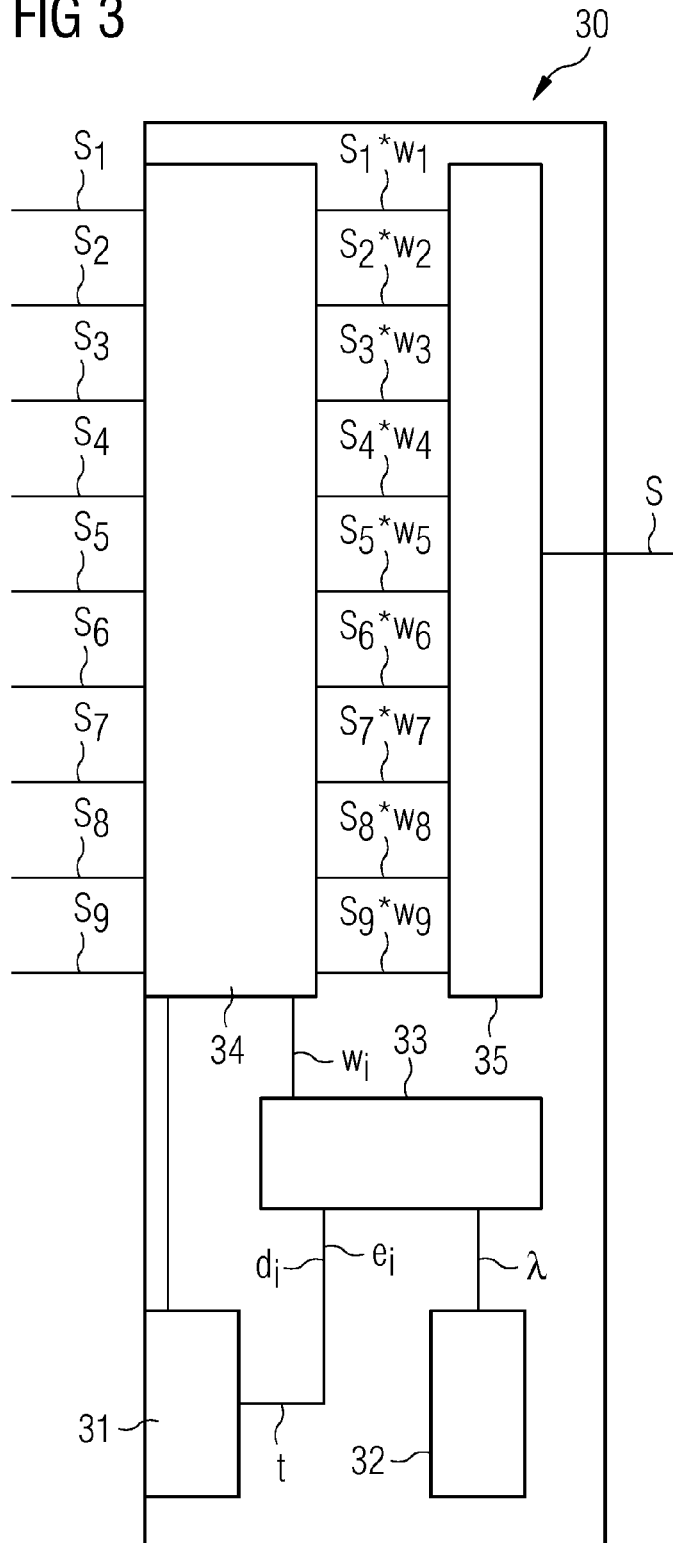 FIG 3
30
S1 S1*w1
S2 S2*w2
S3 S3*w3
S4 S4*w4
S5 S5*w5
S
S6 S6*w6
S7 S7*w7
S8 S8*w8
S9 S9*w9
34 wi 33 35
di ei λ
31 t 32